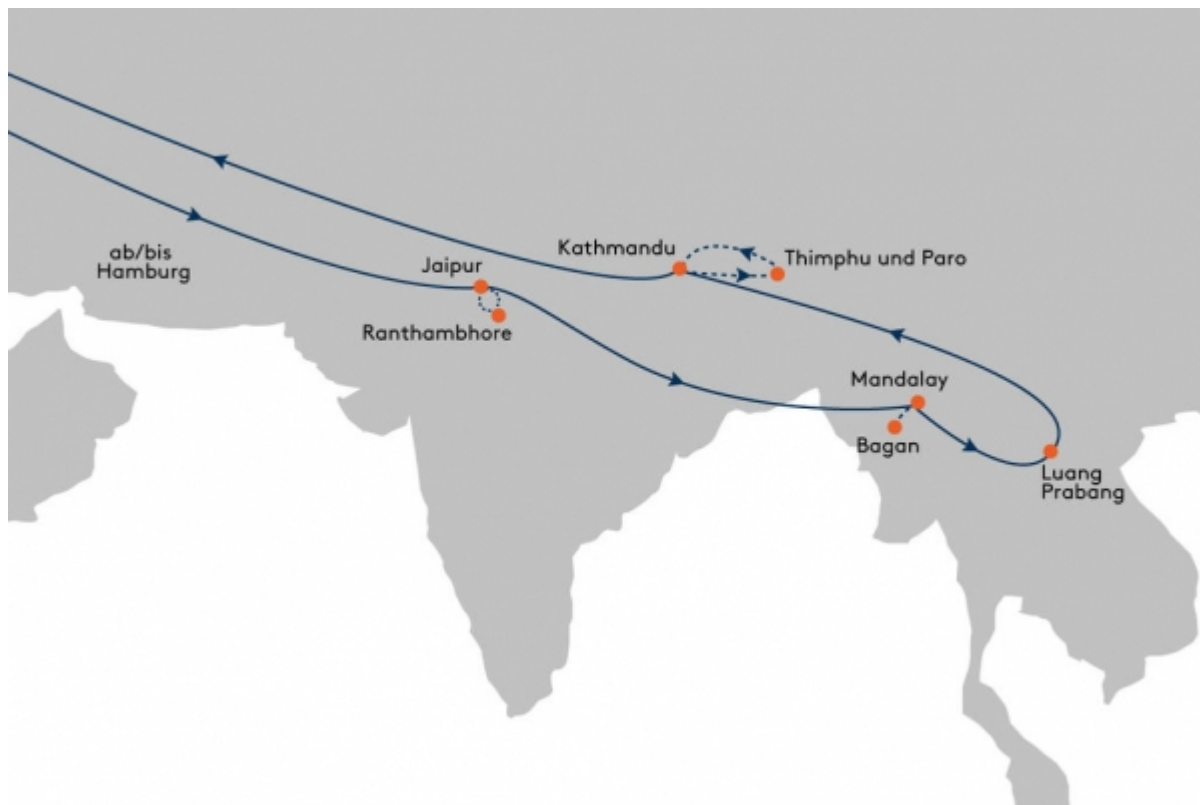 Kathmandu
Thimphu und Paro
ab/bis
Hamburg
Jaipur
Ranthambhore
Mandalay
Bagan
Luang
Prabang